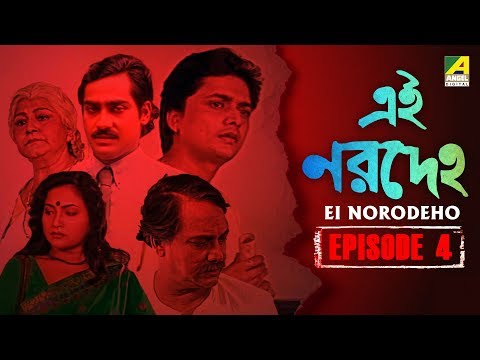 ANGEL
DIGITAL
এই
নরদেহ
EI NORODEHO
EPISODE 4